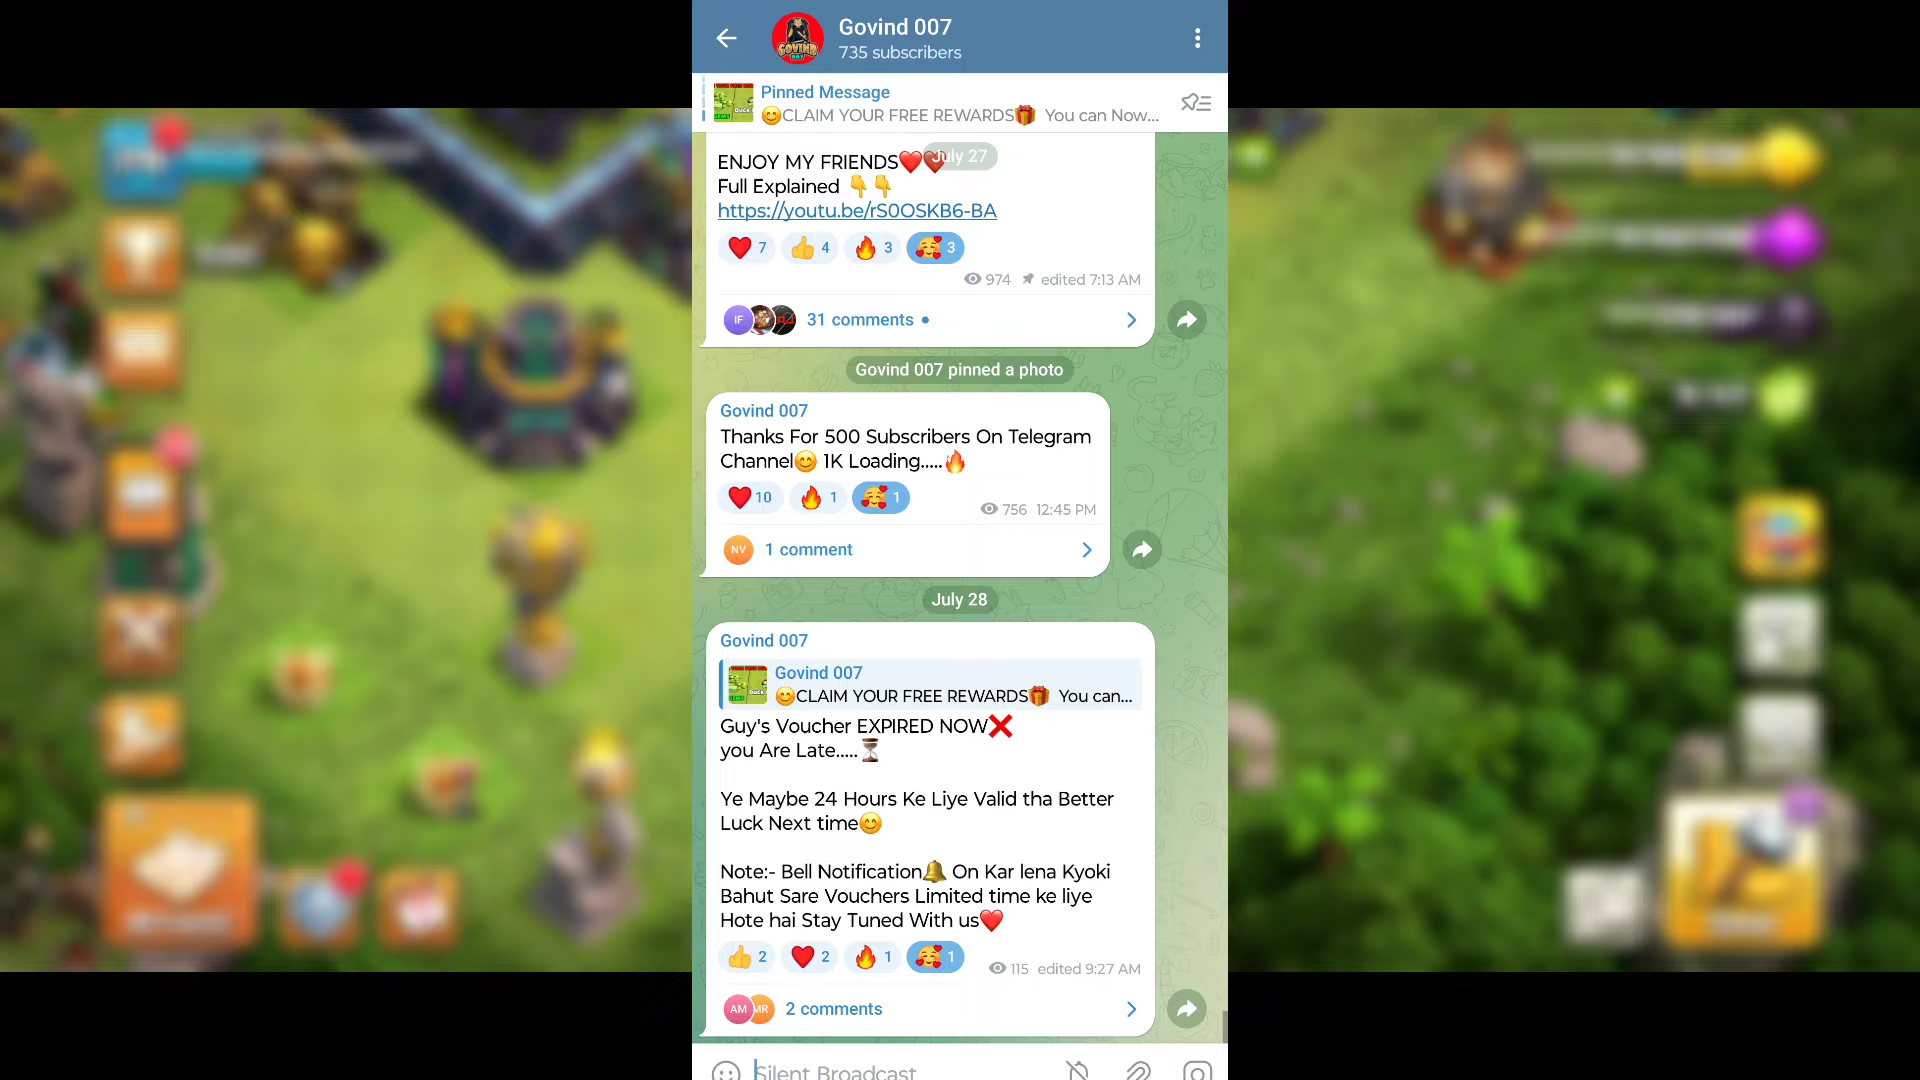 Govind 007
735 subscribers
Pinned Message
😊CLAIM YOUR FREE REWARDS🎁 You can Now...
July 27
ENJOY MY FRIENDS❤️❤️
Full Explained 👇👇
https://youtu.be/rS0OSKB6-BA
❤️ 7 👍 4 🔥 3 🥰 3
974 edited 7:13 AM
IF 31 comments
Govind 007 pinned a photo
Govind 007
Thanks For 500 Subscribers On Telegram
Channel😊 1K Loading.....🔥
❤️ 10 🔥 1 🥰 1
756 12:45 PM
NV 1 comment
July 28
Govind 007
Govind 007
😊CLAIM YOUR FREE REWARDS🎁 You can...
Guy's Voucher EXPIRED NOW❌
you Are Late.....⏳
Ye Maybe 24 Hours Ke Liye Valid tha Better
Luck Next time😊
Note:- Bell Notification🔔 On Kar lena Kyoki
Bahut Sare Vouchers Limited time ke liye
Hote hai Stay Tuned With us❤️
👍 2 ❤️ 2 🔥 1 🥰 1
115 edited 9:27 AM
AM MR 2 comments
Silent Broadcast